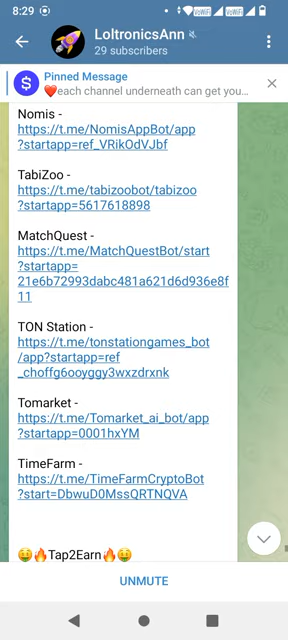 8:29
LoltronicsAnn
29 subscribers
Pinned Message
❤️each channel underneath can get you...
Nomis -
https://t.me/NomisAppBot/app
?startapp=ref_VRikOdVJbf
TabiZoo -
https://t.me/tabizoobot/tabizoo
?startapp=5617618898
MatchQuest -
https://t.me/MatchQuestBot/start
?startapp=
21e6b72993dabc481a621d6d936e8f
11
TON Station -
https://t.me/tonstationgames_bot
/app?startapp=ref
_choffg6ooyggy3wxzdrxnk
Tomarket -
https://t.me/Tomarket_ai_bot/app
?startapp=0001hxYM
TimeFarm -
https://t.me/TimeFarmCryptoBot
?start=DbwuD0MssQRTNQVA
🤑🔥Tap2Earn🔥🤑
UNMUTE